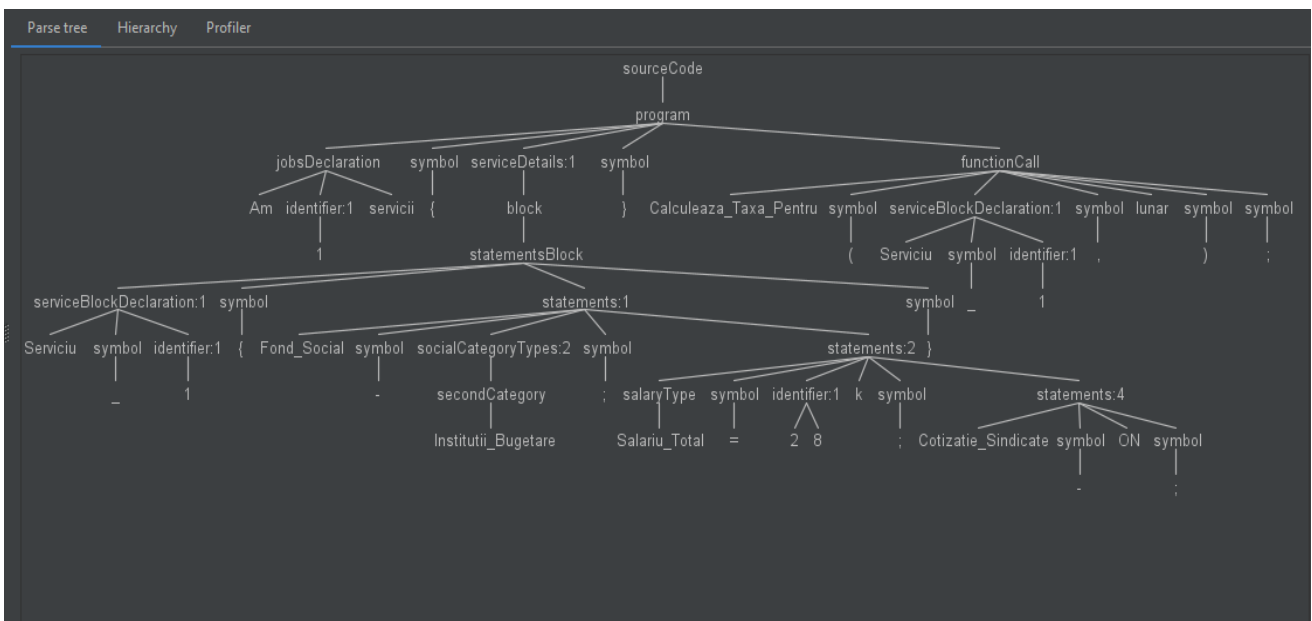 Parse tree Hierarchy Profiler
sourceCode
program
jobsDeclaration symbol serviceDetails:1 symbol functionCall
Am identifier:1 servicii { block } Calculeaza_Taxa_Pentru symbol serviceBlockDeclaration:1 symbol lunar symbol symbol
1 statementsBlock ( Serviciu symbol identifier:1 , ) ;
serviceBlockDeclaration:1 symbol statements:1 symbol _ 1
Serviciu symbol identifier:1 { Fond_Social symbol socialCategoryTypes:2 symbol statements:2 }
_ 1 - secondCategory ; salaryType symbol identifier:1 k symbol statements:4
Institutii_Bugetare Salariu_Total = 2 8 ; Cotizatie_Sindicate symbol ON symbol
- ;